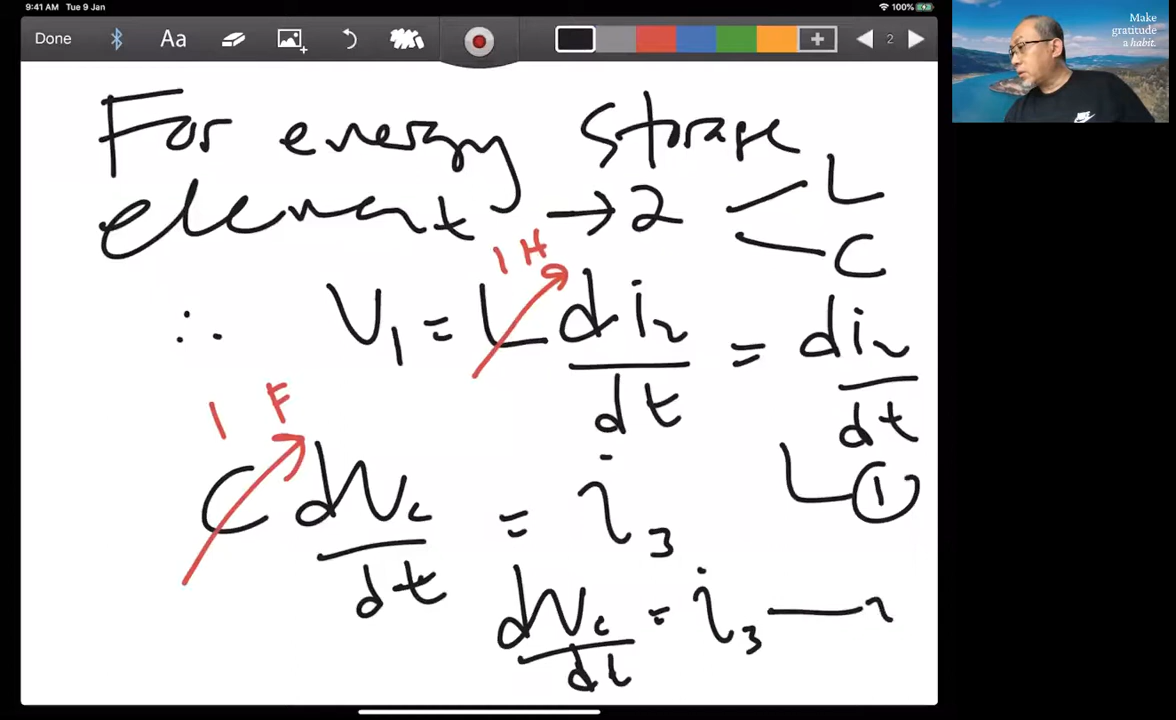 9:41 AM Tue 9 Jan
100%
Done
Aa
2
Make
gratitude
a habit.
For energy storage
element → 2 < L
C
1 H
∴ V₁ = L di₂/dt = di₂/dt
1 F
①
C dVc/dt = i₃
dVc/dt = i₃